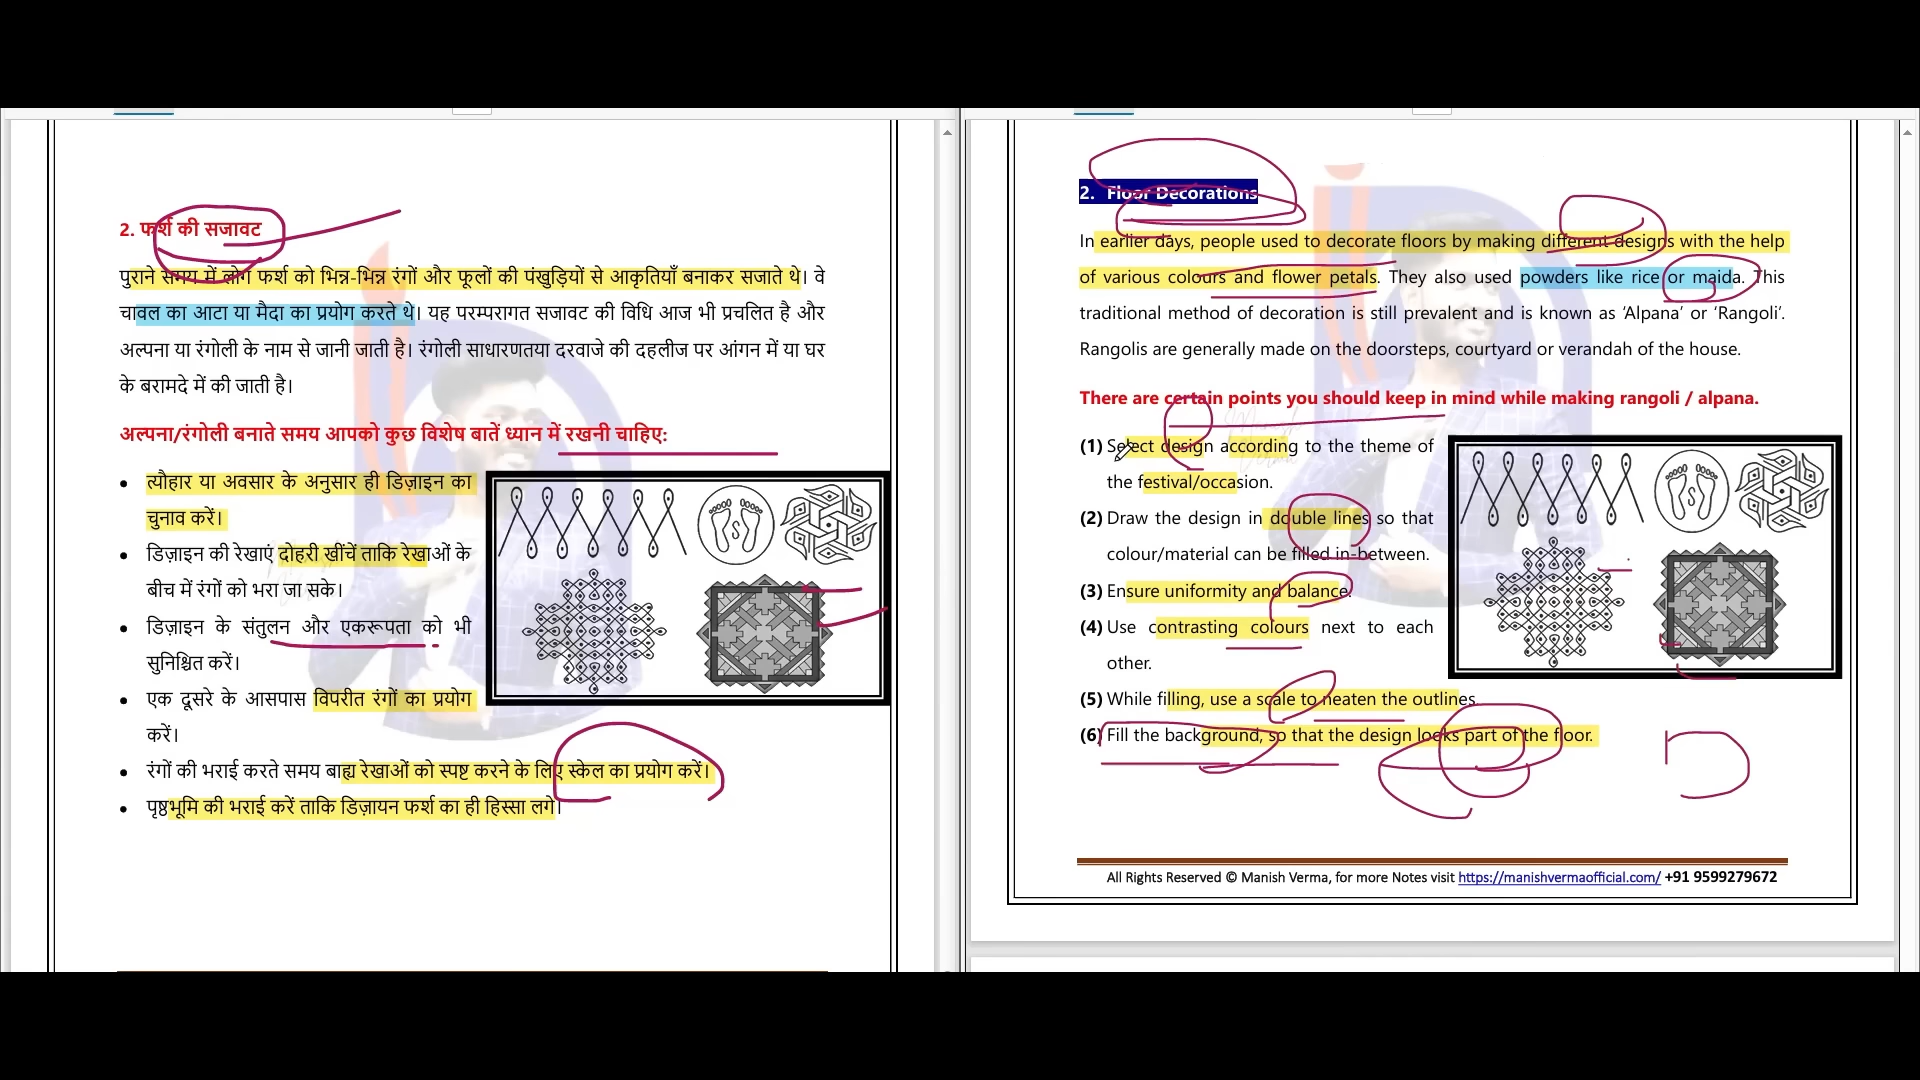 2. फर्श की सजावट
पुराने समय में लोग फर्श को भिन्न-भिन्न रंगों और फूलों की पंखुड़ियों से आकृतियाँ बनाकर सजाते थे। वे
चावल का आटा या मैदा का प्रयोग करते थे। यह परम्परागत सजावट की विधि आज भी प्रचलित है और
अल्पना या रंगोली के नाम से जानी जाती है। रंगोली साधारणतया दरवाजे की दहलीज पर आंगन में या घर
के बरामदे में की जाती है।
अल्पना/रंगोली बनाते समय आपको कुछ विशेष बातें ध्यान में रखनी चाहिए:
• त्यौहार या अवसार के अनुसार ही डिज़ाइन का
चुनाव करें।
• डिज़ाइन की रेखाएं दोहरी खींचें ताकि रेखाओं के
बीच में रंगों को भरा जा सके।
• डिज़ाइन के संतुलन और एकरूपता को भी
सुनिश्चित करें।
• एक दूसरे के आसपास विपरीत रंगों का प्रयोग
करें।
• रंगों की भराई करते समय बाह्य रेखाओं को स्पष्ट करने के लिए स्केल का प्रयोग करें।
• पृष्ठभूमि की भराई करें ताकि डिज़ायन फर्श का ही हिस्सा लगे।
2. Floor Decorations
In earlier days, people used to decorate floors by making different designs with the help
of various colours and flower petals. They also used powders like rice or maida. This
traditional method of decoration is still prevalent and is known as ‘Alpana’ or ‘Rangoli’.
Rangolis are generally made on the doorsteps, courtyard or verandah of the house.
There are certain points you should keep in mind while making rangoli / alpana.
(1) Select design according to the theme of
the festival/occasion.
(2) Draw the design in double lines so that
colour/material can be filled in-between.
(3) Ensure uniformity and balance.
(4) Use contrasting colours next to each
other.
(5) While filling, use a scale to neaten the outlines.
(6) Fill the background, so that the design looks part of the floor.
All Rights Reserved © Manish Verma, for more Notes visit https://manishvermaofficial.com/ +91 9599279672